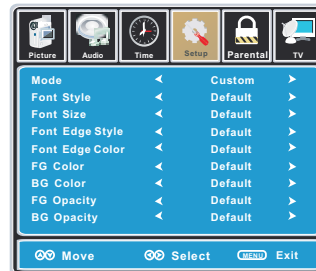 Picture Audio Time Setup Parental TV
Mode Custom
Font Style Default
Font Size Default
Font Edge Style Default
Font Edge Color Default
FG Color Default
BG Color Default
FG Opacity Default
BG Opacity Default
Move Select MENU Exit